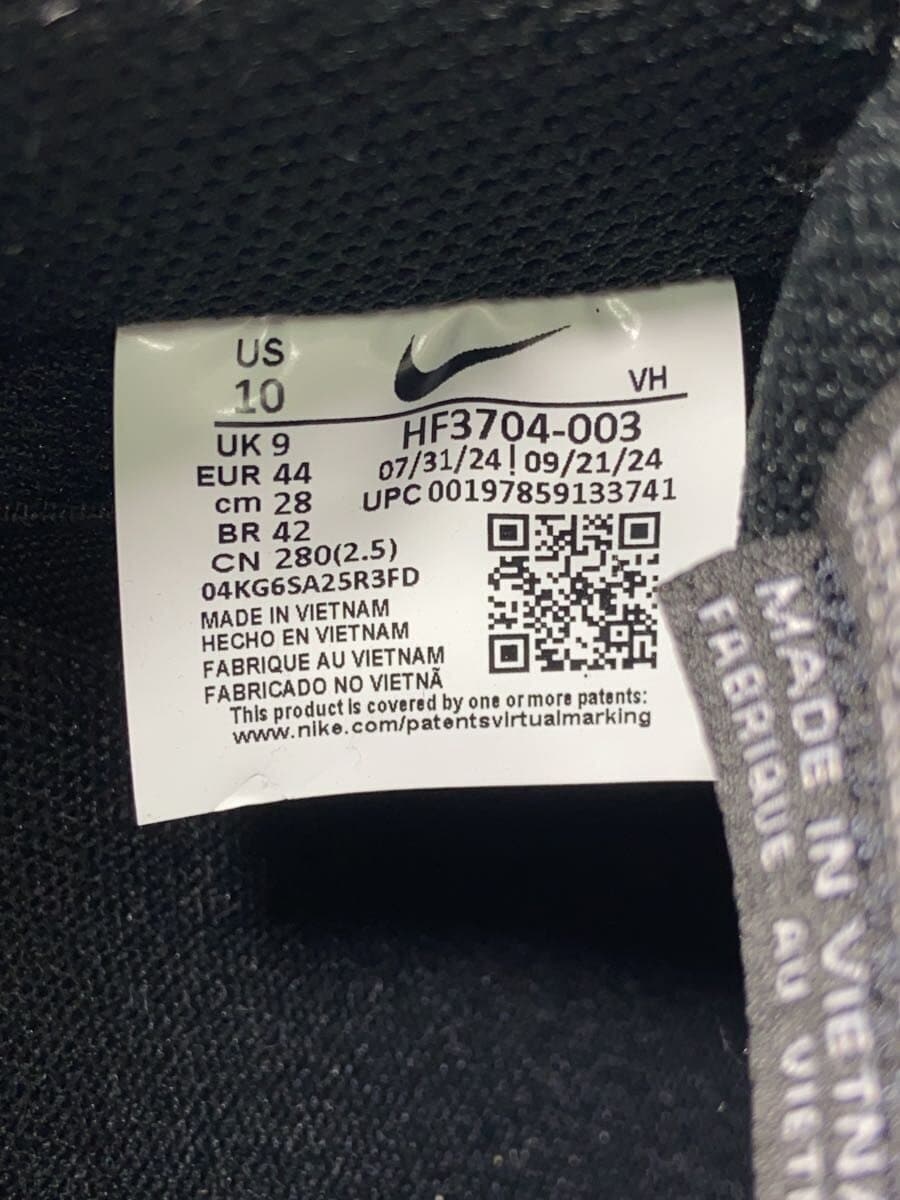 US
10
VH
UK 9
EUR 44
cm 28
BR 42
CN 280(2.5)
HF3704-003
07/31/24 | 09/21/24
UPC 00197859133741
04KG6SA25R3FD
MADE IN VIETNAM
HECHO EN VIETNAM
FABRIQUE AU VIETNAM
FABRICADO NO VIETNÃ
This product is covered by one or more patents:
www.nike.com/patentsvirtualmarking
MADE IN VIETNA
FABRIQUE AU VIET